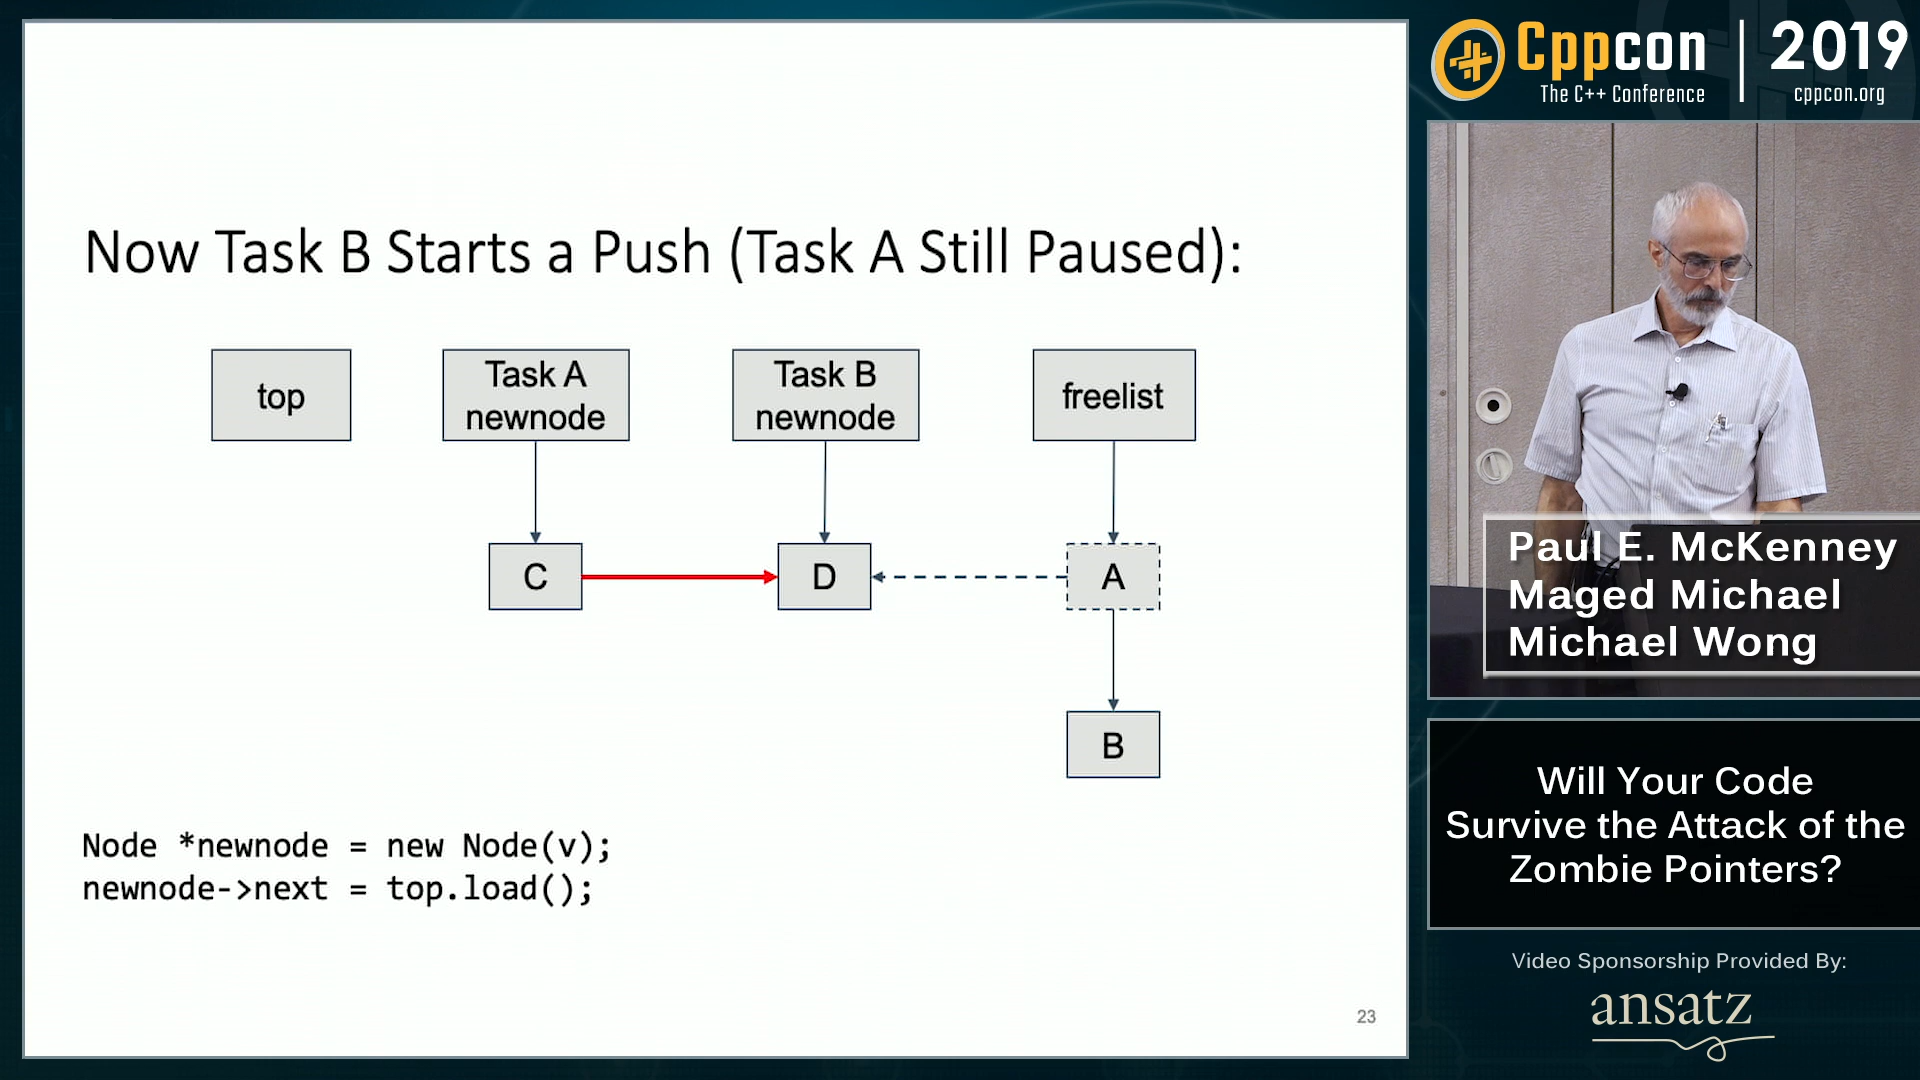 Now Task B Starts a Push (Task A Still Paused):
top
Task A
newnode
Task B
newnode
freelist
C
D
A
B
Node *newnode = new Node(v);
newnode->next = top.load();
23
Cppcon
The C++ Conference
2019
cppcon.org
Paul E. McKenney
Maged Michael
Michael Wong
Will Your Code
Survive the Attack of the
Zombie Pointers?
Video Sponsorship Provided By:
ansatz